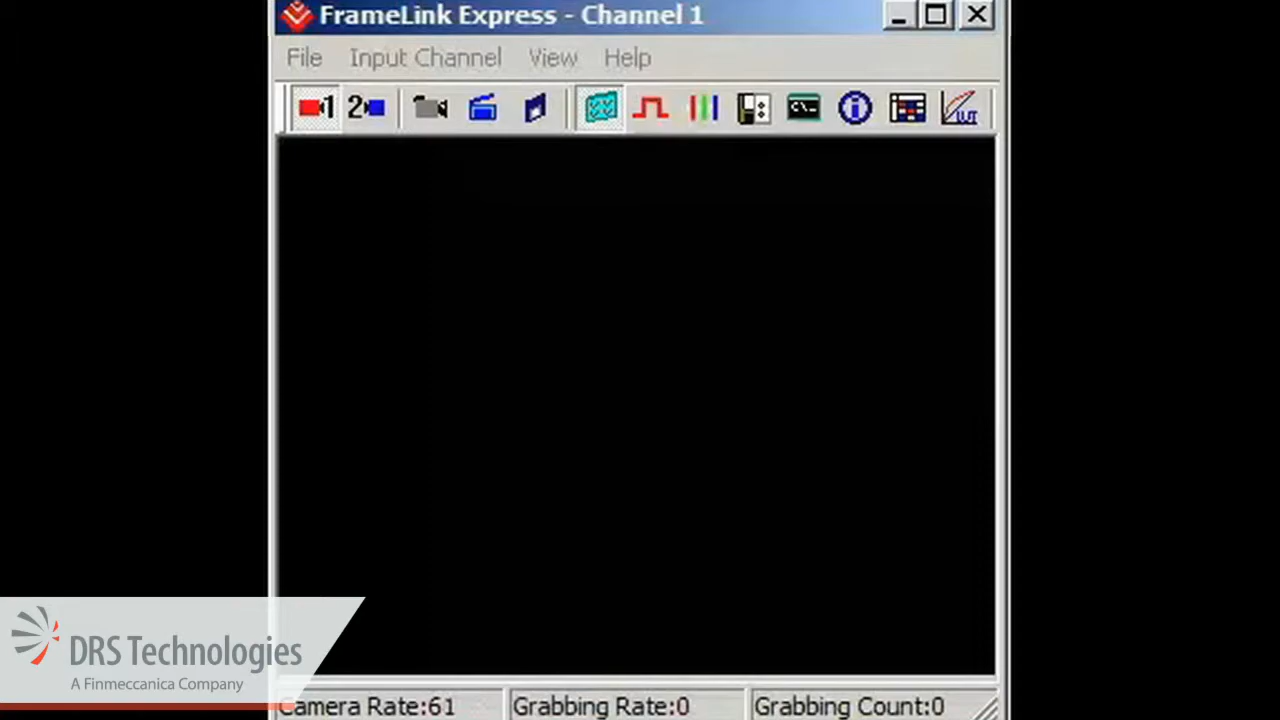 FrameLink Express - Channel 1
File Input Channel View Help
1 2
C:\
i
LUT
DRS Technologies
A Finmeccanica Company
Camera Rate:61 Grabbing Rate:0 Grabbing Count:0